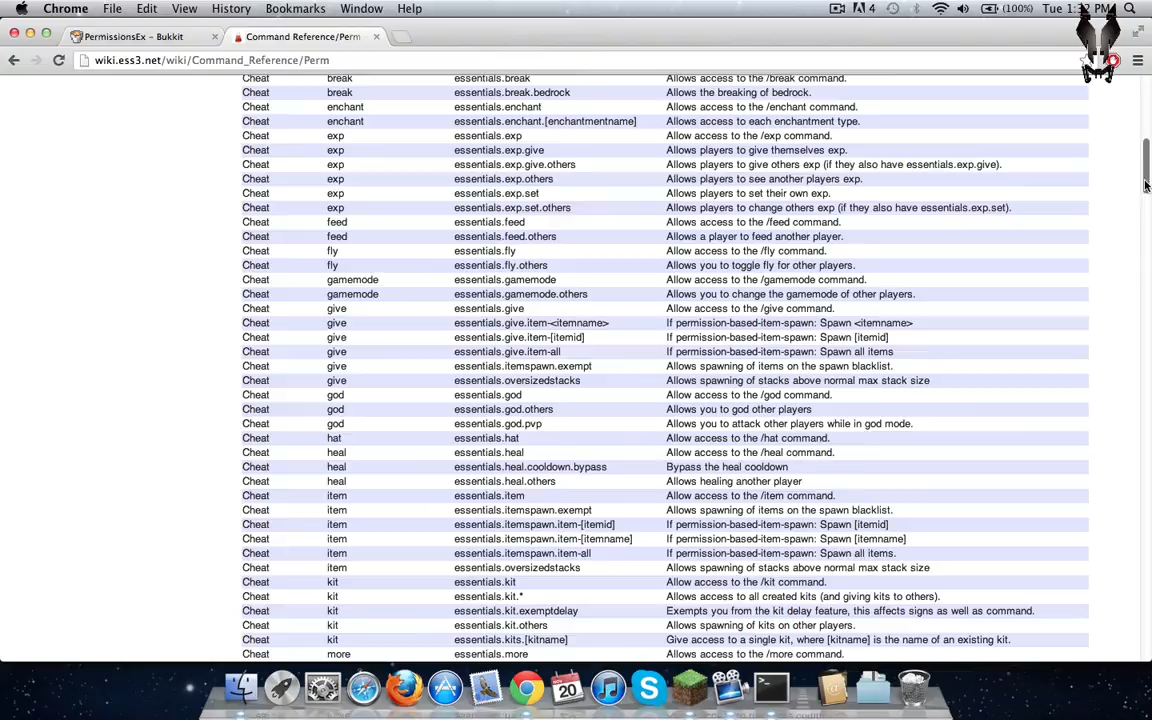 Chrome File Edit View History Bookmarks Window Help 4 (100%) Tue 1:32 PM
PermissionsEx – Bukkit Command Reference/Perm
wiki.ess3.net/wiki/Command_Reference/Perm
Cheat break essentials.break Allows access to the /break command.
Cheat break essentials.break.bedrock Allows the breaking of bedrock.
Cheat enchant essentials.enchant Allows access to the /enchant command.
Cheat enchant essentials.enchant.[enchantmentname] Allows access to each enchantment type.
Cheat exp essentials.exp Allow access to the /exp command.
Cheat exp essentials.exp.give Allows players to give themselves exp.
Cheat exp essentials.exp.give.others Allows players to give others exp (if they also have essentials.exp.give).
Cheat exp essentials.exp.others Allows players to see another players exp.
Cheat exp essentials.exp.set Allows players to set their own exp.
Cheat exp essentials.exp.set.others Allows players to change others exp (if they also have essentials.exp.set).
Cheat feed essentials.feed Allows access to the /feed command.
Cheat feed essentials.feed.others Allows a player to feed another player.
Cheat fly essentials.fly Allow access to the /fly command.
Cheat fly essentials.fly.others Allows you to toggle fly for other players.
Cheat gamemode essentials.gamemode Allow access to the /gamemode command.
Cheat gamemode essentials.gamemode.others Allows you to change the gamemode of other players.
Cheat give essentials.give Allow access to the /give command.
Cheat give essentials.give.item-<itemname> If permission-based-item-spawn: Spawn <itemname>
Cheat give essentials.give.item-[itemid] If permission-based-item-spawn: Spawn [itemid]
Cheat give essentials.give.item-all If permission-based-item-spawn: Spawn all items
Cheat give essentials.itemspawn.exempt Allows spawning of items on the spawn blacklist.
Cheat give essentials.oversizedstacks Allows spawning of stacks above normal max stack size
Cheat god essentials.god Allow access to the /god command.
Cheat god essentials.god.others Allows you to god other players
Cheat god essentials.god.pvp Allows you to attack other players while in god mode.
Cheat hat essentials.hat Allow access to the /hat command.
Cheat heal essentials.heal Allow access to the /heal command.
Cheat heal essentials.heal.cooldown.bypass Bypass the heal cooldown
Cheat heal essentials.heal.others Allows healing another player
Cheat item essentials.item Allow access to the /item command.
Cheat item essentials.itemspawn.exempt Allow spawning of items on the spawn blacklist.
Cheat item essentials.itemspawn.item-[itemid] If permission-based-item-spawn: Spawn [itemid]
Cheat item essentials.itemspawn.item-[itemname] If permission-based-item-spawn: Spawn [itemname]
Cheat item essentials.itemspawn.item-all If permission-based-item-spawn: Spawn all items.
Cheat item essentials.oversizedstacks Allows spawning of stacks above normal max stack size
Cheat kit essentials.kit Allow access to the /kit command.
Cheat kit essentials.kit.* Allows access to all created kits (and giving kits to others).
Cheat kit essentials.kit.exemptdelay Exempts you from the kit delay feature, this affects signs as well as command.
Cheat kit essentials.kit.others Allows spawning of kits on other players.
Cheat kit essentials.kits.[kitname] Give access to a single kit, where [kitname] is the name of an existing kit.
Cheat more essentials.more Allows access to the /more command.
20